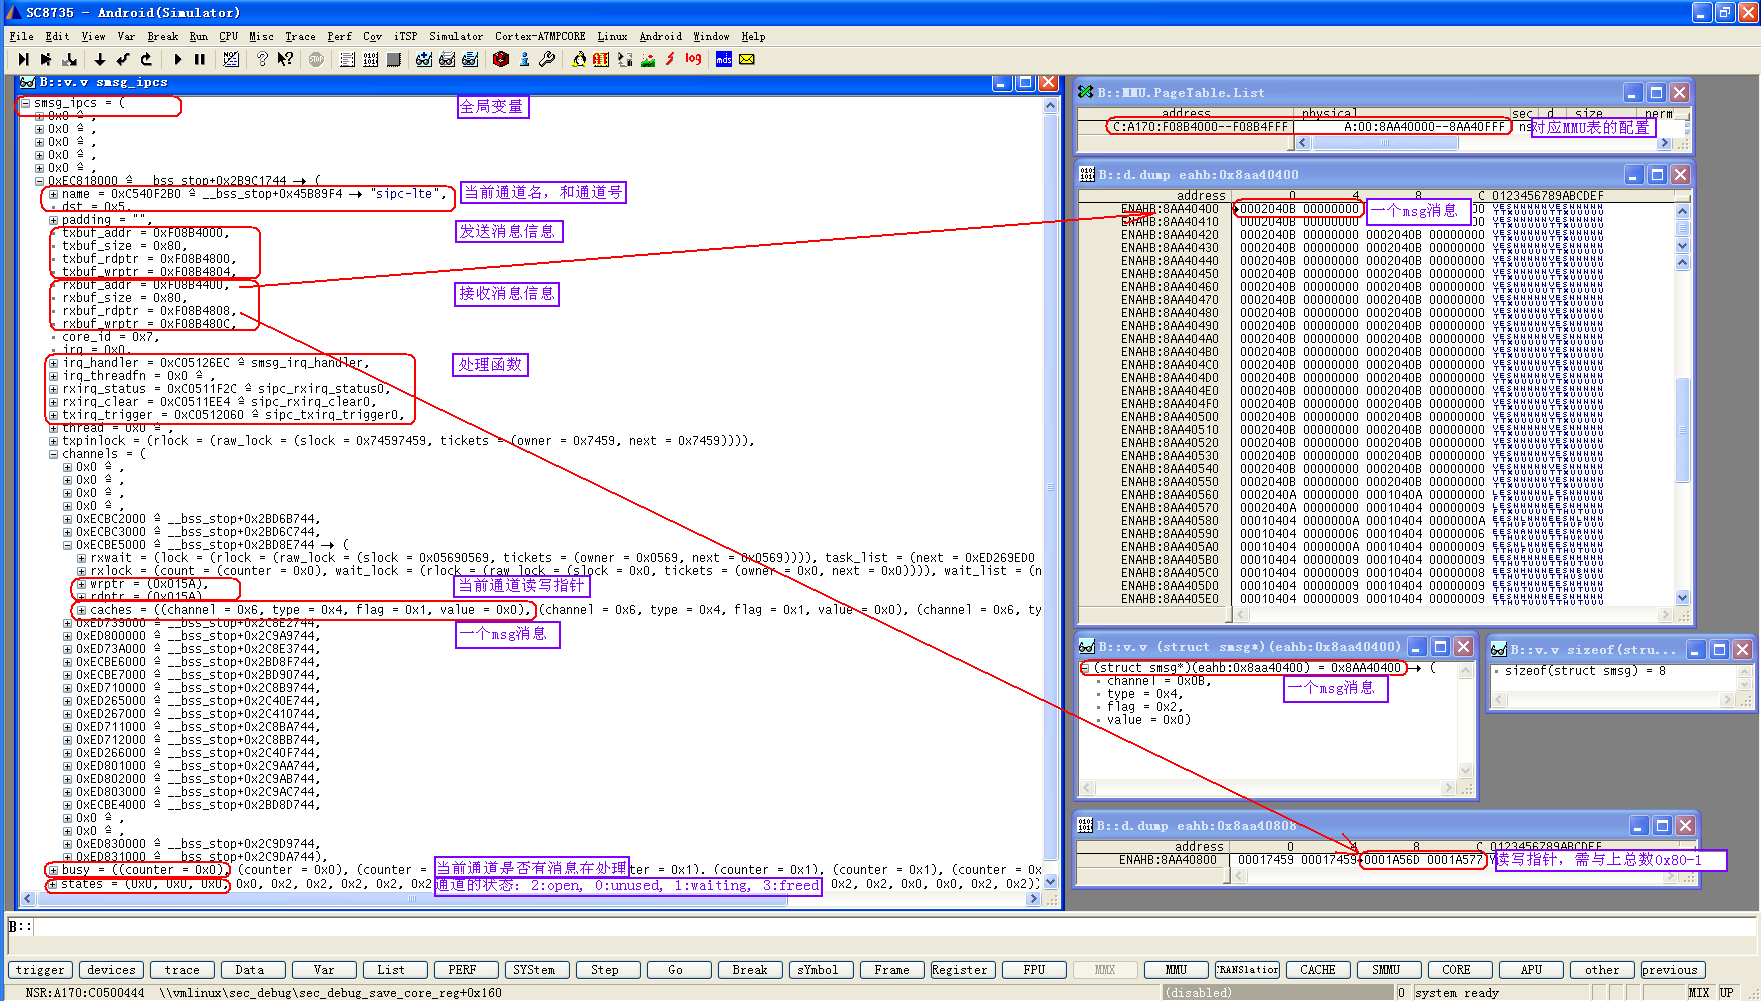 SC8735 - Android(Simulator)
File Edit View Var Break Run CPU Misc Trace Perf Cov iTSP Simulator Cortex-A7MPCORE Linux Android Window Help
B::v.v smsg_ipcs
smsg_ipcs = (
全局变量
0x0 ≙ ,
0x0 ≙ ,
0x0 ≙ ,
0x0 ≙ ,
0x0 ≙ ,
0xEC818000 ≙ __bss_stop+0x2B9C1744 → (
name = 0xC540F2B0 ≙ __bss_stop+0x45B89F4 → "sipc-lte",
当前通道名，和通道号
dst = 0x5,
padding = "",
txbuf_addr = 0xF08B4000,
发送消息信息
txbuf_size = 0x80,
txbuf_rdptr = 0xF08B4800,
txbuf_wrptr = 0xF08B4804,
rxbuf_addr = 0xF08B4400,
接收消息信息
rxbuf_size = 0x80,
rxbuf_rdptr = 0xF08B4808,
rxbuf_wrptr = 0xF08B480C,
core_id = 0x7,
irq = 0x0,
irq_handler = 0xC05126EC ≙ smsg_irq_handler,
处理函数
irq_threadfn = 0x0 ≙ ,
rxirq_status = 0xC0511F2C ≙ sipc_rxirq_status0,
rxirq_clear = 0xC0511EE4 ≙ sipc_rxirq_clear0,
txirq_trigger = 0xC0512060 ≙ sipc_txirq_trigger0,
thread = 0x0 ≙ ,
txpinlock = (rlock = (raw_lock = (slock = 0x74597459, tickets = (owner = 0x7459, next = 0x7459)))),
channels = (
0x0 ≙ ,
0x0 ≙ ,
0x0 ≙ ,
0x0 ≙ ,
0xECBC2000 ≙ __bss_stop+0x2BD6B744,
0xECBC3000 ≙ __bss_stop+0x2BD6C744,
0xECBE5000 ≙ __bss_stop+0x2BD8E744 → (
rxwait = (lock = (rlock = (raw_lock = (slock = 0x05690569, tickets = (owner = 0x0569, next = 0x0569)))), task_list = (next = 0xED269ED0
rxlock = (count = (counter = 0x0), wait_lock = (rlock = (raw_lock = (slock = 0x0, tickets = (owner = 0x0, next = 0x0)))), wait_list = (n
wrptr = (0x015A),
当前通道读写指针
rdptr = (0x015A),
caches = ((channel = 0x6, type = 0x4, flag = 0x1, value = 0x0), (channel = 0x6, type = 0x4, flag = 0x1, value = 0x0), (channel = 0x6, ty
一个msg消息
0xED739000 ≙ __bss_stop+0x2C8E2744,
0xED800000 ≙ __bss_stop+0x2C9A9744,
0xED73A000 ≙ __bss_stop+0x2C8E3744,
0xECBE6000 ≙ __bss_stop+0x2BD8F744,
0xECBE7000 ≙ __bss_stop+0x2BD90744,
0xED710000 ≙ __bss_stop+0x2C8B9744,
0xED265000 ≙ __bss_stop+0x2C40E744,
0xED267000 ≙ __bss_stop+0x2C410744,
0xED711000 ≙ __bss_stop+0x2C8BA744,
0xED712000 ≙ __bss_stop+0x2C8BB744,
0xED266000 ≙ __bss_stop+0x2C40F744,
0xED801000 ≙ __bss_stop+0x2C9AA744,
0xED802000 ≙ __bss_stop+0x2C9AB744,
0xED803000 ≙ __bss_stop+0x2C9AC744,
0xECBE4000 ≙ __bss_stop+0x2BD8D744,
0x0 ≙ ,
0x0 ≙ ,
0xED830000 ≙ __bss_stop+0x2C9D9744,
0xED831000 ≙ __bss_stop+0x2C9DA744),
busy = ((counter = 0x0), (counter = 0x0), (counter =
当前通道是否有消息在处理
0x1), (counter = 0x1), (counter = 0x1), (counter = 0x
states = (0x0, 0x0, 0x0, 0x0, 0x2, 0x2, 0x2, 0x2
通道的状态: 2:open, 0:unused, 1:waiting, 3:freed
0x2, 0x2, 0x2, 0x0, 0x0, 0x2, 0x2))
B::MMU.PageTable.List
address physical sec d size perm
C:A170:F08B4000--F08B4FFF A:00:8AA40000--8AA40FFF ns
对应MMU表的配置
B::d.dump eahb:0x8aa40400
address 0 4 8 C 0123456789ABCDEF
ENAHB:8AA40400 0002040B 00000000
一个msg消息
ENAHB:8AA40410 0002040B 00000000
ENAHB:8AA40420 0002040B 00000000 0002040B 00000000
ENAHB:8AA40430 0002040B 00000000 0002040B 00000000
ENAHB:8AA40440 0002040B 00000000 0002040B 00000000
ENAHB:8AA40450 0002040B 00000000 0002040B 00000000
ENAHB:8AA40460 0002040B 00000000 0002040B 00000000
ENAHB:8AA40470 0002040B 00000000 0002040B 00000000
ENAHB:8AA40480 0002040B 00000000 0002040B 00000000
ENAHB:8AA40490 0002040B 00000000 0002040B 00000000
ENAHB:8AA404A0 0002040B 00000000 0002040B 00000000
ENAHB:8AA404B0 0002040B 00000000 0002040B 00000000
ENAHB:8AA404C0 0002040B 00000000 0002040B 00000000
ENAHB:8AA404D0 0002040B 00000000 0002040B 00000000
ENAHB:8AA404E0 0002040B 00000000 0002040B 00000000
ENAHB:8AA404F0 0002040B 00000000 0002040B 00000000
ENAHB:8AA40500 0002040B 00000000 0002040B 00000000
ENAHB:8AA40510 0002040B 00000000 0002040B 00000000
ENAHB:8AA40520 0002040B 00000000 0002040B 00000000
ENAHB:8AA40530 0002040B 00000000 0002040B 00000000
ENAHB:8AA40540 0002040B 00000000 0002040B 00000000
ENAHB:8AA40550 0002040B 00000000 0002040B 00000000
ENAHB:8AA40560 0002040A 00000000 0001040A 00000000
ENAHB:8AA40570 0002040A 00000000 00010404 00000009
ENAHB:8AA40580 00010404 0000000A 00010404 0000000A
ENAHB:8AA40590 00010404 00000006 00010404 00000006
ENAHB:8AA405A0 00010404 0000000A 00010404 00000009
ENAHB:8AA405B0 00010404 00000009 00010404 00000009
ENAHB:8AA405C0 00010404 00000009 00010404 00000008
ENAHB:8AA405D0 00010404 00000009 00010404 00000009
ENAHB:8AA405E0 00010404 00000009 00010404 00000009
B::v.v (struct smsg*)(eahb:0x8aa40400)
(struct smsg*)(eahb:0x8aa40400) = 0x8AA40400 → (
channel = 0x0B,
一个msg消息
type = 0x4,
flag = 0x2,
value = 0x0)
B::v.v sizeof(stru...
sizeof(struct smsg) = 8
B::d.dump eahb:0x8aa40808
address 0 4 8 C 0123456789ABCDEF
ENAHB:8AA40800 00017459 00017459 0001A56D 0001A577
读写指针，需与上总数0x80-1
B::
trigger devices trace Data Var List PERF SYStem Step Go Break sYmbol Frame Register FPU MMX MMU TRANSlation CACHE SMMU CORE APU other previous
NSR:A170:C0500444 \\vmlinux\sec_debug\sec_debug_save_core_reg+0x160 (disabled) 0 system ready MIX UP